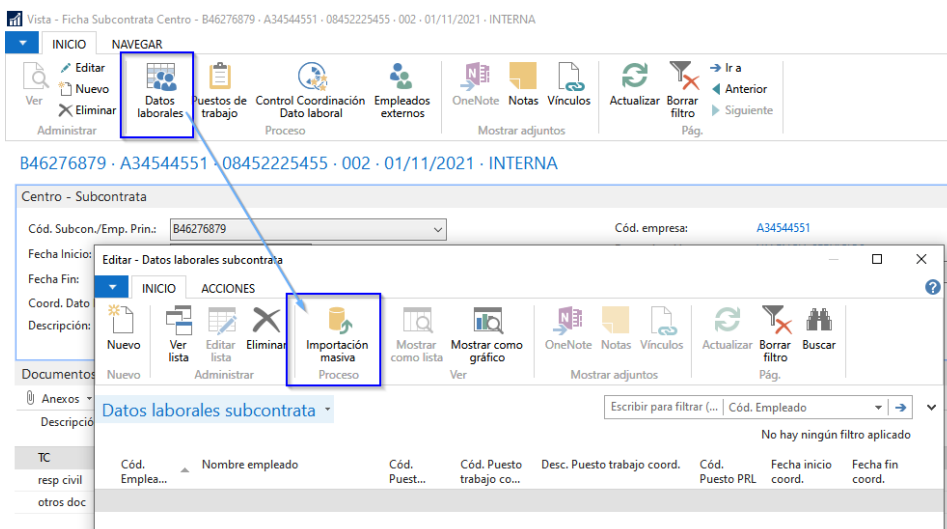 Vista - Ficha Subcontrata Centro - B46276879 · A34544551 · 08452225455 · 002 · 01/11/2021 · INTERNA
INICIO NAVEGAR
Ver
Editar
Nuevo
Eliminar
Datos laborales
Puestos de trabajo
Control Coordinación Dato laboral
Empleados externos
OneNote
Notas
Vínculos
Actualizar
Borrar filtro
Ir a
Anterior
Siguiente
Administrar
Proceso
Mostrar adjuntos
Pág.
B46276879 · A34544551 · 08452225455 · 002 · 01/11/2021 · INTERNA
Centro - Subcontrata
Cód. Subcon./Emp. Prin.: B46276879
Cód. empresa: A34544551
Fecha Inicio:
Fecha Fin:
Coord. Dato
Descripción:
Documentos
Anexos
Descripció
TC
resp civil
otros doc
Editar - Datos laborales subcontrata
INICIO ACCIONES
Nuevo
Ver lista
Editar lista
Eliminar
Importación masiva
Mostrar como lista
Mostrar como gráfico
OneNote
Notas
Vínculos
Actualizar
Borrar filtro
Buscar
Nuevo
Administrar
Proceso
Ver
Mostrar adjuntos
Pág.
Datos laborales subcontrata
Escribir para filtrar (... Cód. Empleado
No hay ningún filtro aplicado
Cód. Emplea...
Nombre empleado
Cód. Puest...
Cód. Puesto trabajo co...
Desc. Puesto trabajo coord.
Cód. Puesto PRL
Fecha inicio coord.
Fecha fin coord.